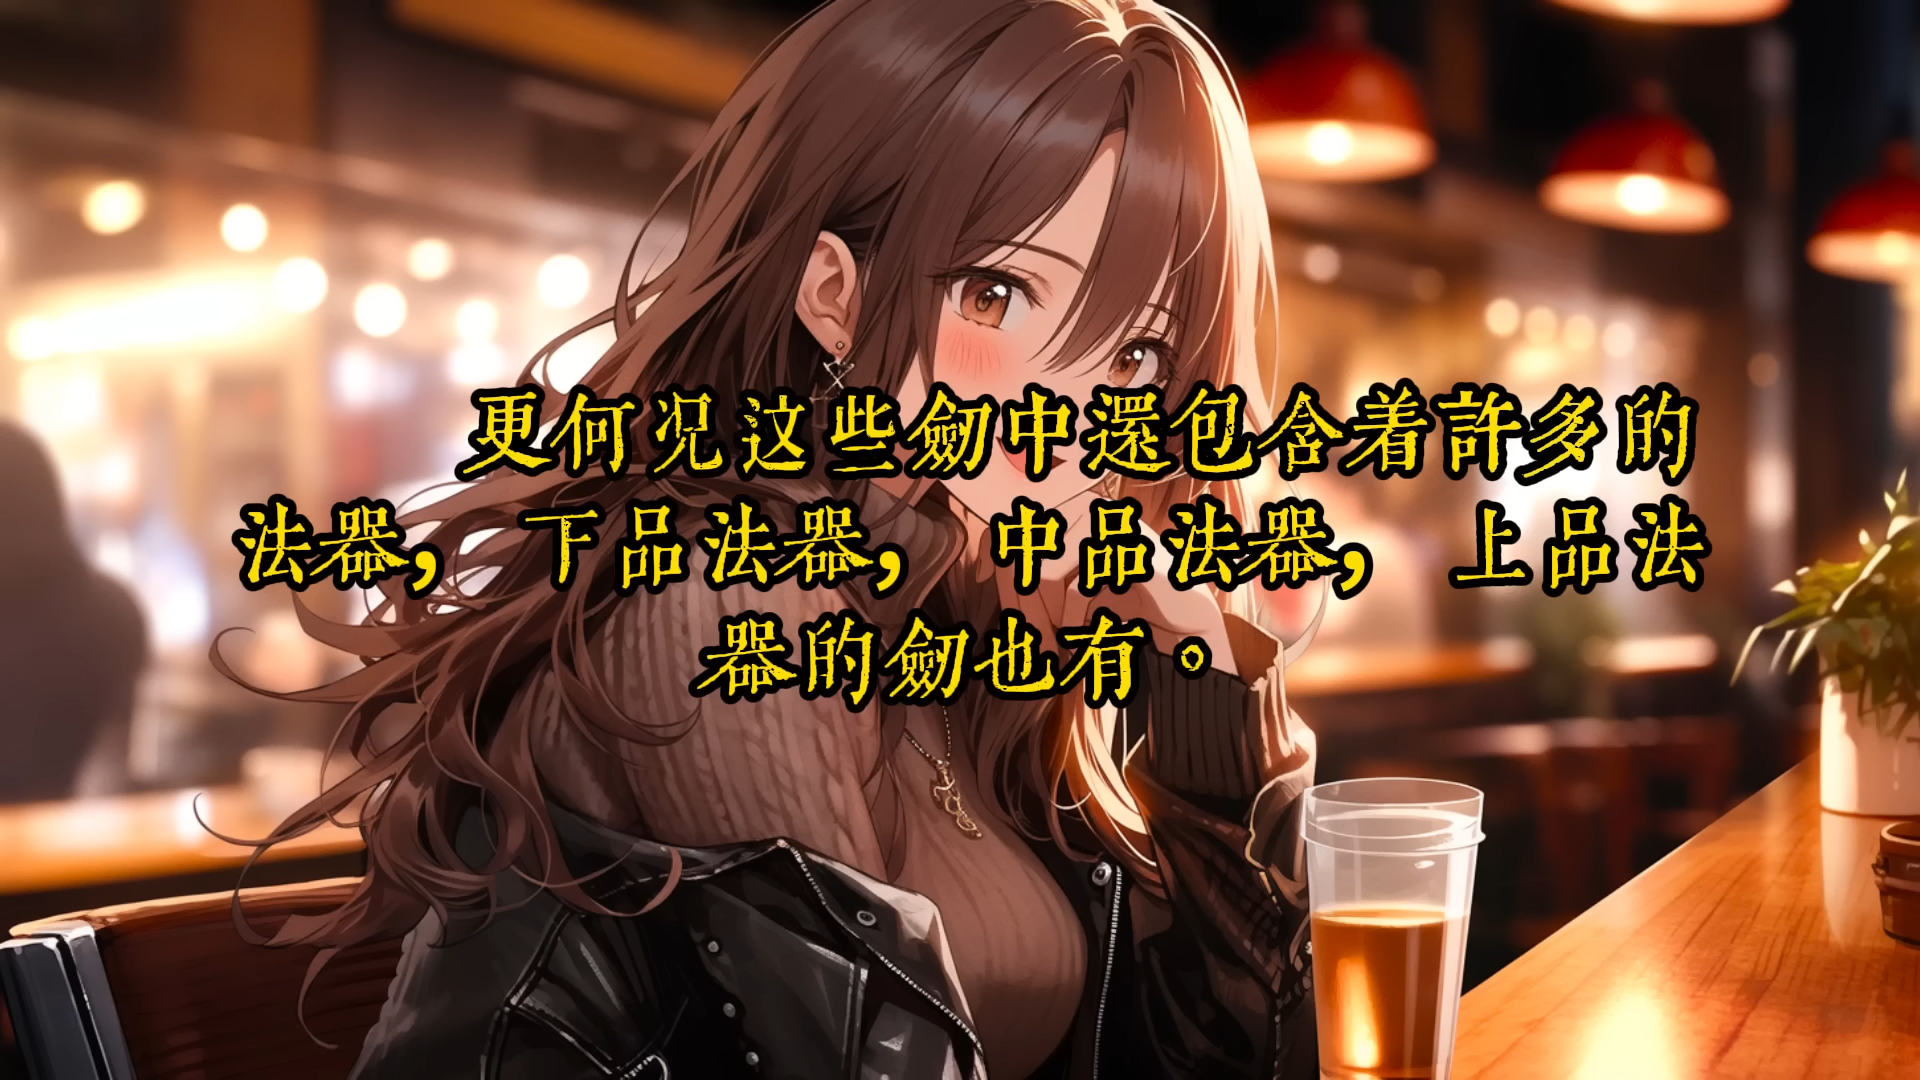 更何况这些劒中還包含着許多的
法器, 下品法器, 中品法器, 上品法
器的劒也有。